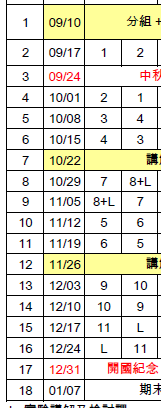 1 09/10 分組 +
2 09/17 1 2
3 09/24 中秋
4 10/01 2 1
5 10/08 3 4
6 10/15 4 3
7 10/22 講
8 10/29 7 8+L
9 11/05 8+L 7
10 11/12 5 6
11 11/19 6 5
12 11/26 講
13 12/03 9 10
14 12/10 10 9
15 12/17 11 L
16 12/24 L 11
17 12/31 開國紀念
18 01/07 期末